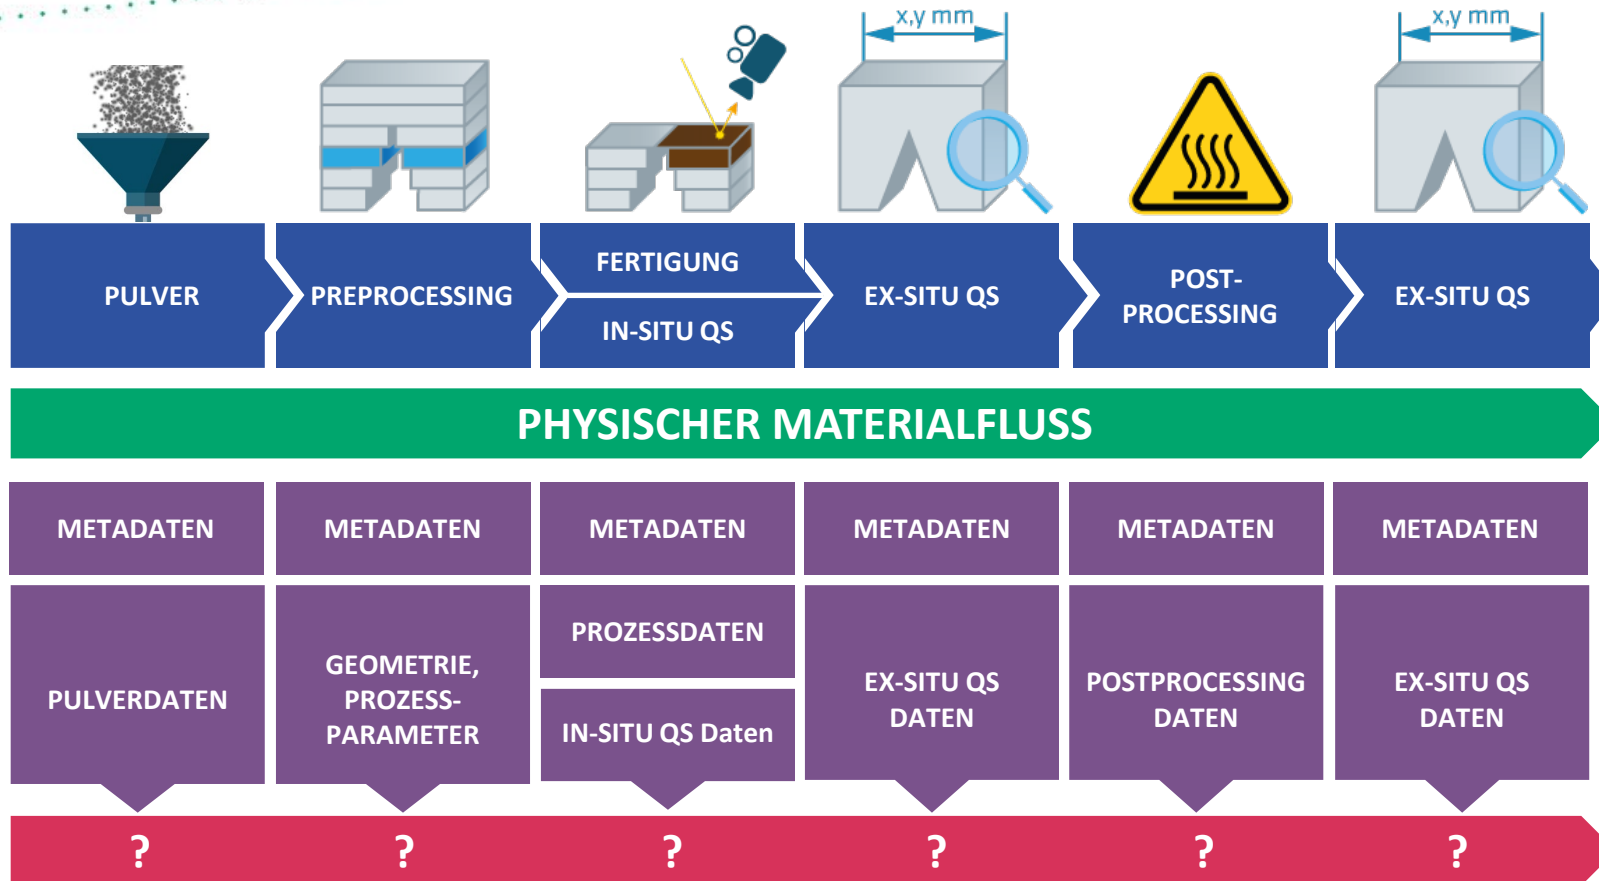 x,y mm
x,y mm
PULVER
PREPROCESSING
FERTIGUNG
IN-SITU QS
EX-SITU QS
POST-
PROCESSING
EX-SITU QS
PHYSISCHER MATERIALFLUSS
METADATEN
METADATEN
METADATEN
METADATEN
METADATEN
METADATEN
PULVERDATEN
GEOMETRIE,
PROZESS-
PARAMETER
PROZESSDATEN
IN-SITU QS Daten
EX-SITU QS
DATEN
POSTPROCESSING
DATEN
EX-SITU QS
DATEN
?
?
?
?
?
?